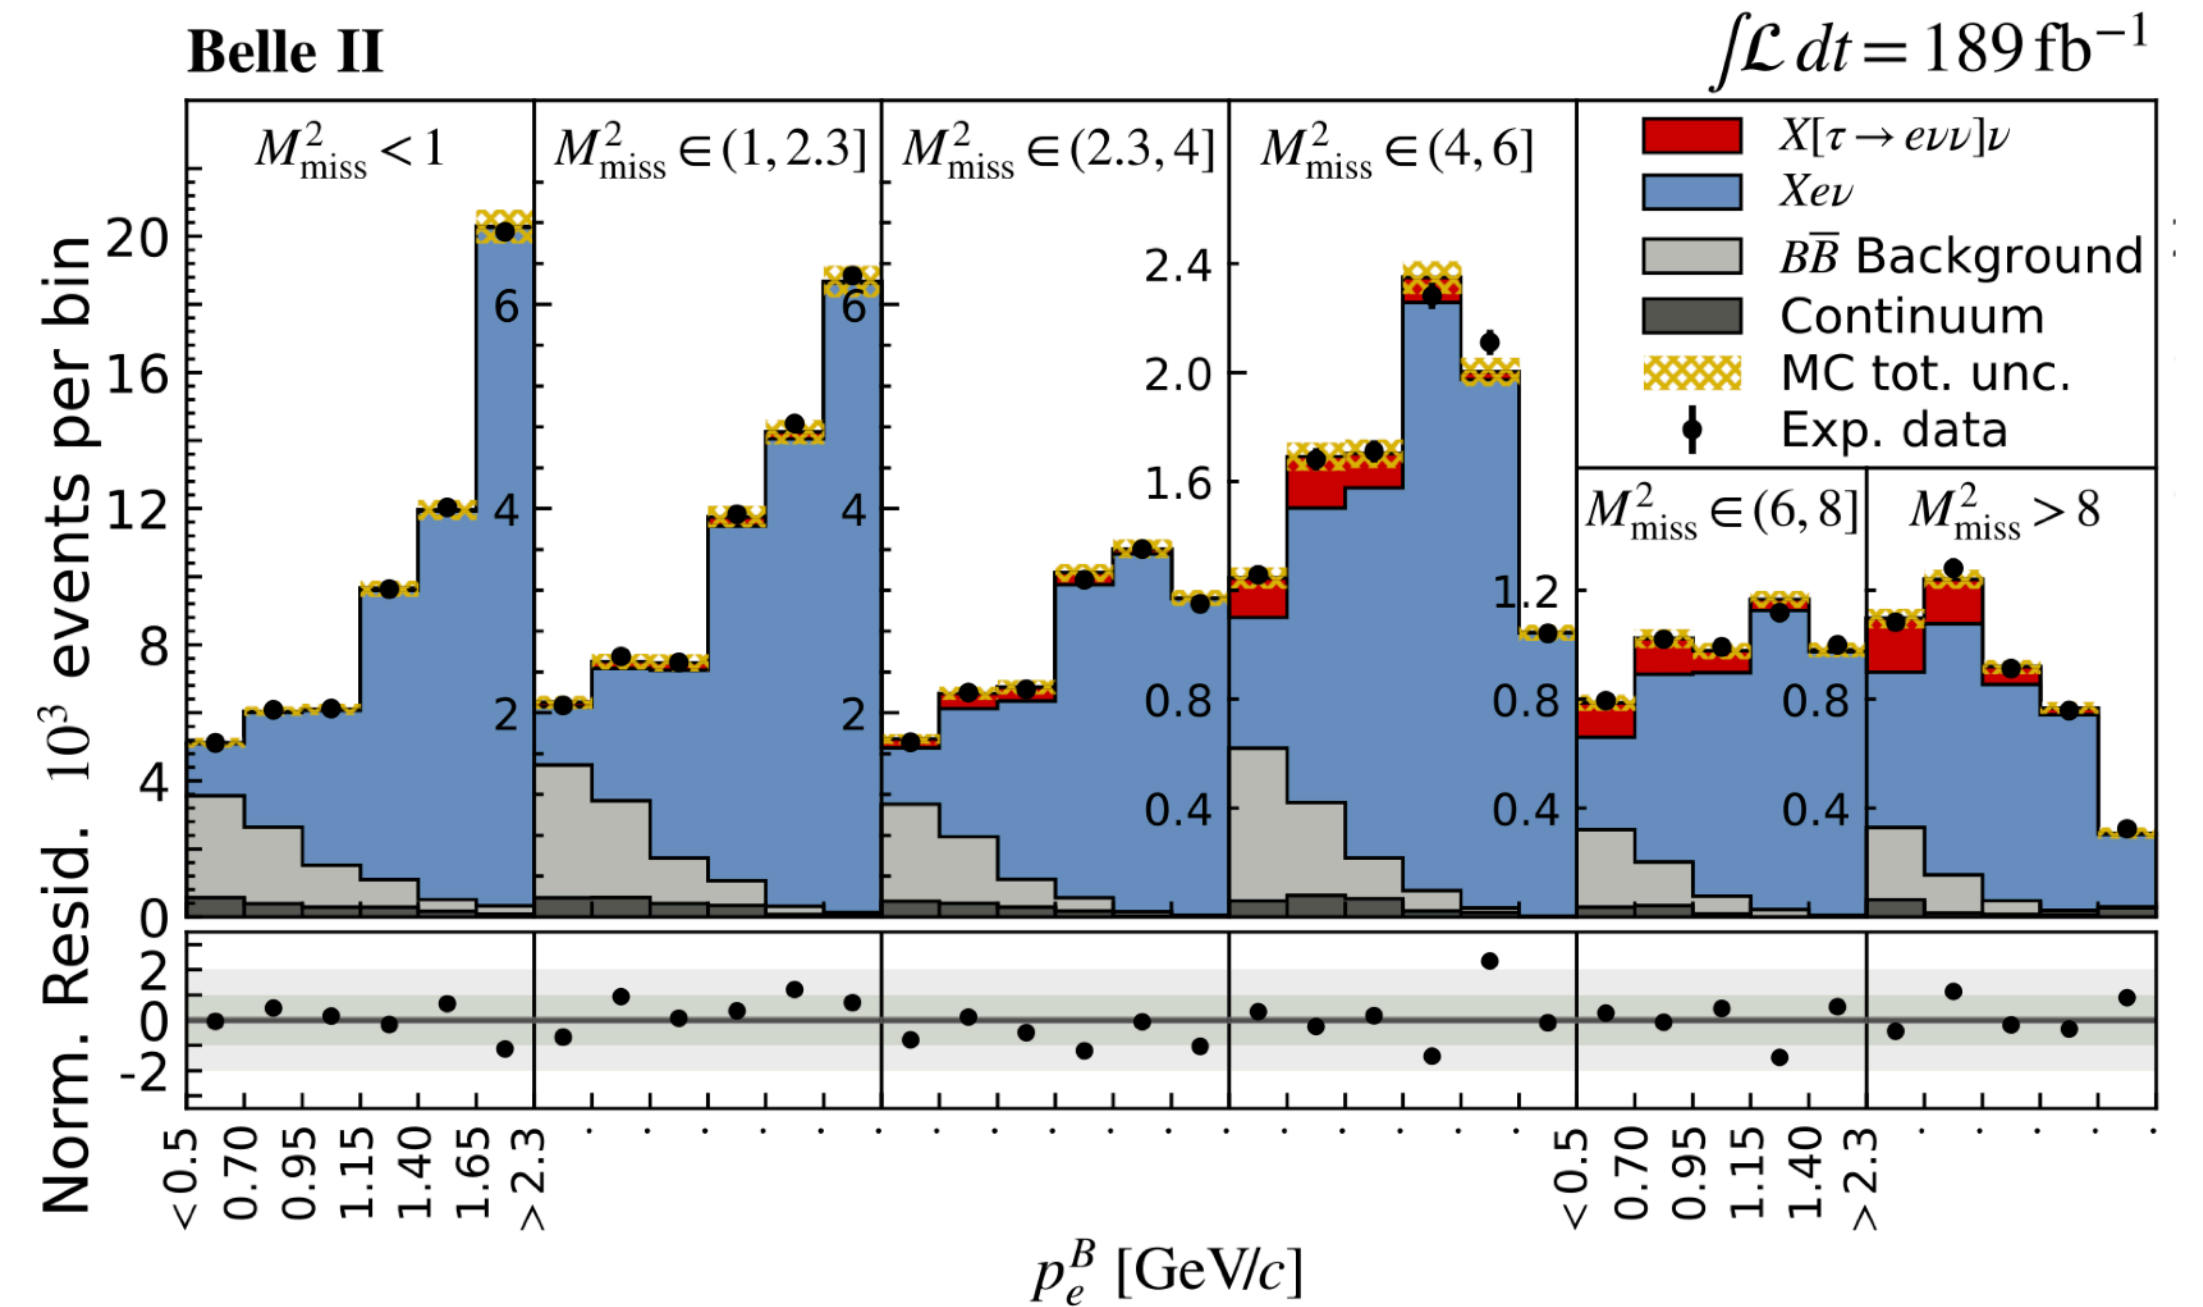 Belle II
∫ℒ dt = 189 fb⁻¹
M²miss < 1
M²miss ∈ (1, 2.3]
M²miss ∈ (2.3, 4]
M²miss ∈ (4, 6]
X[τ → eνν]ν
Xeν
BB̅ Background
Continuum
MC tot. unc.
Exp. data
M²miss ∈ (6, 8]
M²miss > 8
10³ events per bin
20
16
12
8
4
0
6
4
2
6
4
2
2.4
2.0
1.6
0.8
0.4
1.2
0.8
0.4
0.8
0.4
Norm. Resid.
2
0
-2
< 0.5
0.70
0.95
1.15
1.40
1.65
> 2.3
< 0.5
0.70
0.95
1.15
1.40
> 2.3
pᴮₑ [GeV/c]